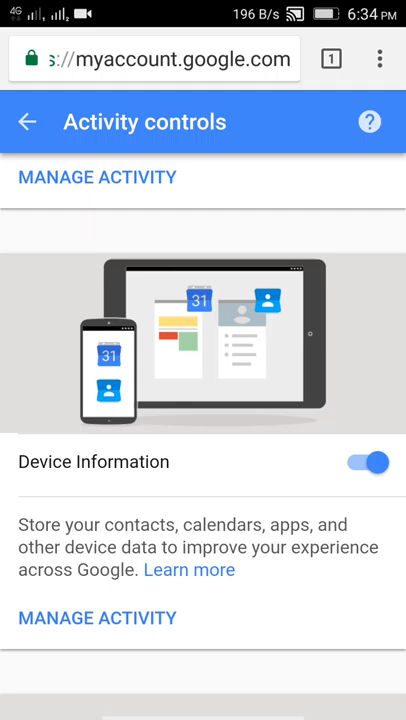 4G 196 B/s 6:34 PM
s://myaccount.google.com 1
Activity controls ?
MANAGE ACTIVITY
31
31
Device Information
Store your contacts, calendars, apps, and
other device data to improve your experience
across Google. Learn more
MANAGE ACTIVITY